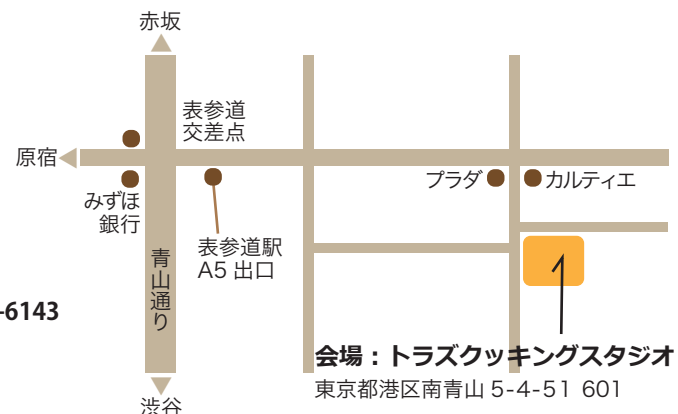 赤坂
表参道
交差点
原宿
プラダ
カルティエ
みずほ
銀行
表参道駅
A5 出口
青山通り
-6143
会場：トラズクッキングスタジオ
東京都港区南青山 5-4-51 601
渋谷